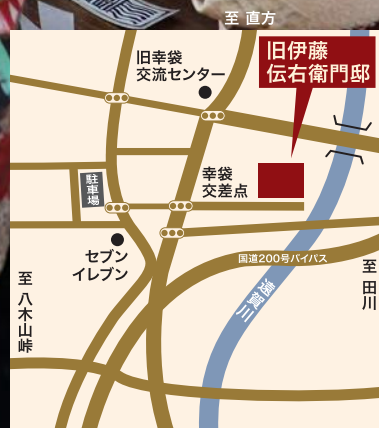 至 直方
旧伊藤
伝右衛門邸
旧幸袋
交流センター
幸袋
交差点
駐車場
セブン
イレブン
国道200号バイパス
至 田川
至 八木山峠
遠賀川